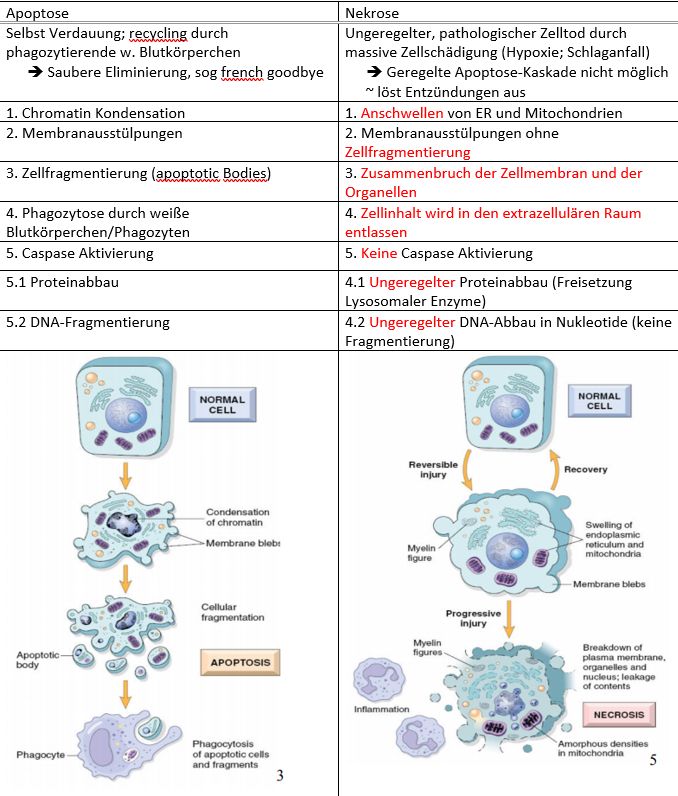 Apoptose
Selbst Verdauung; recycling durch
phagozytierende w. Blutkörperchen
➔ Saubere Eliminierung, sog french goodbye
1. Chromatin Kondensation
2. Membranausstülpungen
3. Zellfragmentierung (apoptotic Bodies)
4. Phagozytose durch weiße
Blutkörperchen/Phagozyten
5. Caspase Aktivierung
5.1 Proteinabbau
5.2 DNA-Fragmentierung
NORMAL
CELL
Condensation
of chromatin
Membrane blebs
Cellular
fragmentation
Apoptotic
body
APOPTOSIS
Phagocyte
Phagocytosis
of apoptotic cells
and fragments
3
Nekrose
Ungeregelter, pathologischer Zelltod durch
massive Zellschädigung (Hypoxie; Schlaganfall)
➔ Geregelte Apoptose-Kaskade nicht möglich
~ löst Entzündungen aus
1. Anschwellen von ER und Mitochondrien
2. Membranausstülpungen ohne
Zellfragmentierung
3. Zusammenbruch der Zellmembran und der
Organellen
4. Zellinhalt wird in den extrazellulären Raum
entlassen
5. Keine Caspase Aktivierung
4.1 Ungeregelter Proteinabbau (Freisetzung
Lysosomaler Enzyme)
4.2 Ungeregelter DNA-Abbau in Nukleotide (keine
Fragmentierung)
NORMAL
CELL
Reversible
injury
Recovery
Myelin
figure
Swelling of
endoplasmic
reticulum and
mitochondria
Membrane blebs
Progressive
injury
Myelin
figures
Breakdown of
plasma membrane,
organelles and
nucleus; leakage
of contents
Inflammation
NECROSIS
Amorphous densities
in mitochondria
5